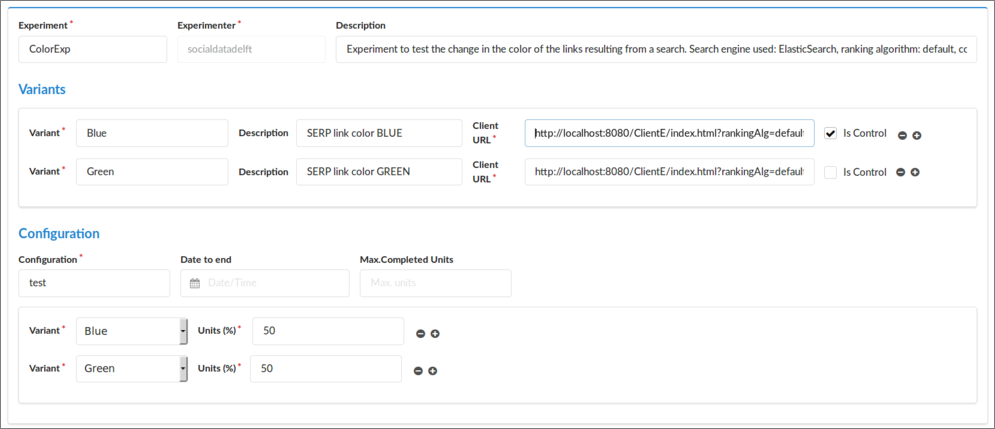 Experiment * Experimenter * Description
ColorExp socialdatadelft Experiment to test the change in the color of the links resulting from a search. Search engine used: ElasticSearch, ranking algorithm: default, cc
Variants
Variant * Blue Description SERP link color BLUE Client URL * http://localhost:8080/ClientE/index.html?rankingAlg=defaul Is Control
Variant * Green Description SERP link color GREEN Client URL * http://localhost:8080/ClientE/index.html?rankingAlg=defaul Is Control
Configuration
Configuration * Date to end Max.Completed Units
test Date/Time Max. units
Variant * Blue Units (%) * 50
Variant * Green Units (%) * 50